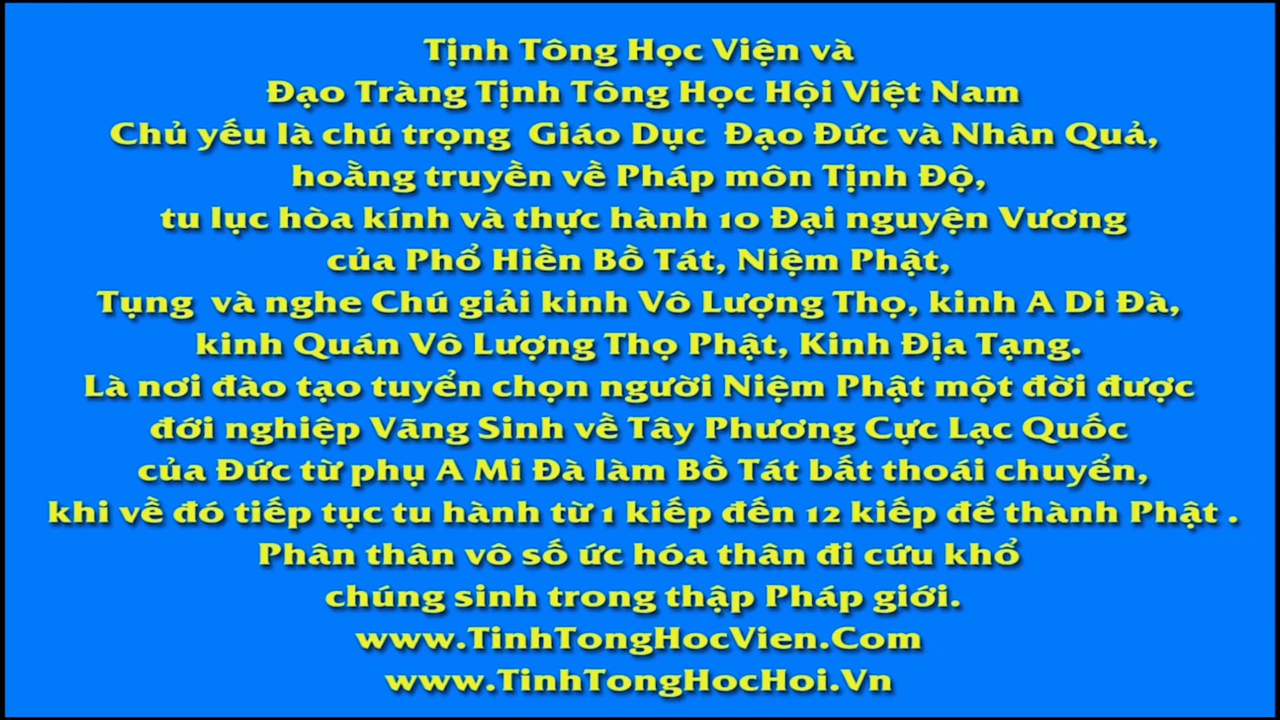 Tịnh Tông Học Viện và
Đạo Tràng Tịnh Tông Học Hội Việt Nam
Chủ yếu là chú trọng Giáo Dục Đạo Đức và Nhân Quả,
hoằng truyền về Pháp môn Tịnh Độ,
tu lục hòa kính và thực hành 10 Đại nguyện Vương
của Phổ Hiền Bồ Tát, Niệm Phật,
Tụng và nghe Chú giải kinh Vô Lượng Thọ, kinh A Di Đà,
kinh Quán Vô Lượng Thọ Phật, Kinh Địa Tạng.
Là nơi đào tạo tuyển chọn người Niệm Phật một đời được
đới nghiệp Vãng Sinh về Tây Phương Cực Lạc Quốc
của Đức từ phụ A Mi Đà làm Bồ Tát bất thoái chuyển,
khi về đó tiếp tục tu hành từ 1 kiếp đến 12 kiếp để thành Phật .
Phân thân vô số ức hóa thân đi cứu khổ
chúng sinh trong thập Pháp giới.
www.TinhTongHocVien.Com
www.TinhTongHocHoi.Vn